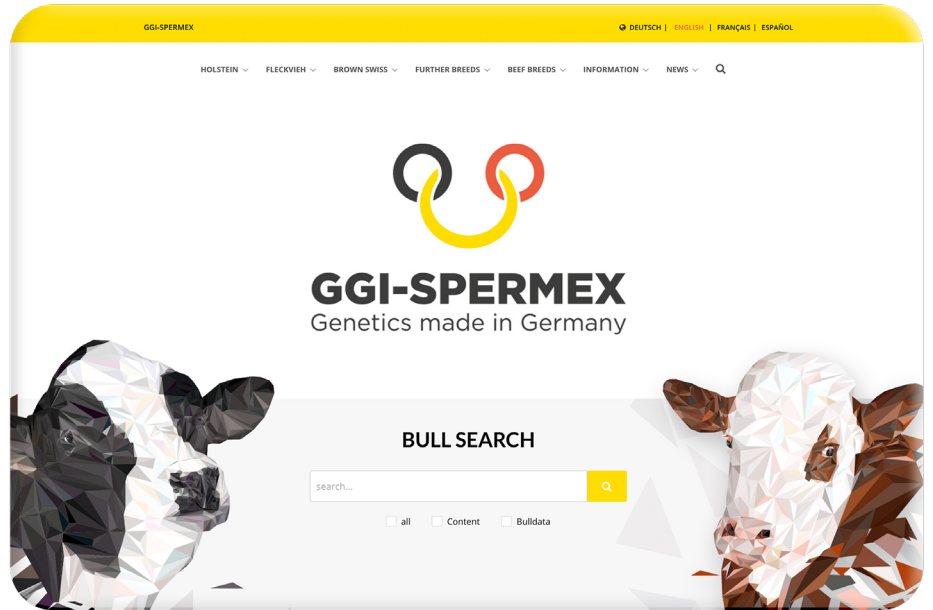 GGI-SPERMEX
DEUTSCH | ENGLISH | FRANÇAIS | ESPAÑOL
HOLSTEIN FLECKVIEH BROWN SWISS FURTHER BREEDS BEEF BREEDS INFORMATION NEWS
GGI-SPERMEX
Genetics made in Germany
BULL SEARCH
search...
all Content Bulldata